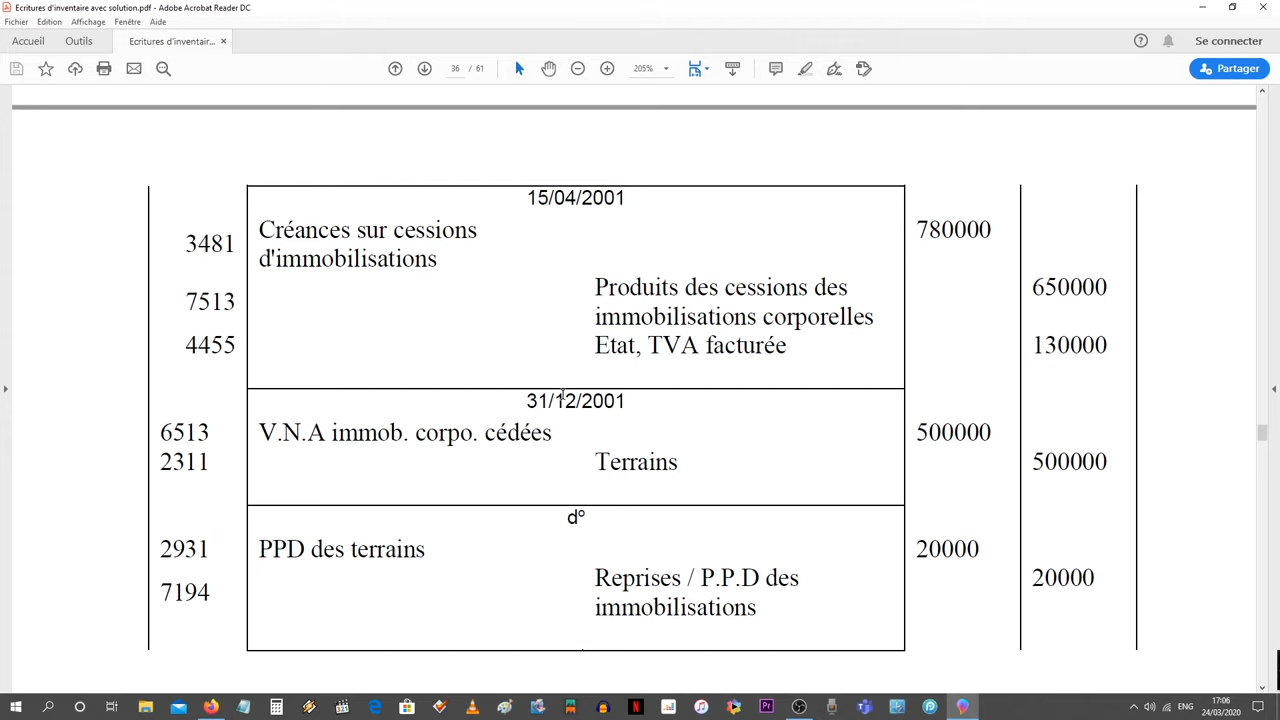 Ecritures d'inventaire avec solution.pdf - Adobe Acrobat Reader DC
Fichier Edition Affichage Fenêtre Aide
Accueil Outils Ecritures d'inventair... × Se connecter
36 / 61 205% Partager
15/04/2001
3481 Créances sur cessions 780000
d'immobilisations
7513 Produits des cessions des 650000
immobilisations corporelles
4455 Etat, TVA facturée 130000
31/12/2001
6513 V.N.A immob. corpo. cédées 500000
2311 Terrains 500000
d°
2931 PPD des terrains 20000
7194 Reprises / P.P.D des 20000
immobilisations
ENG 17:06
24/03/2020